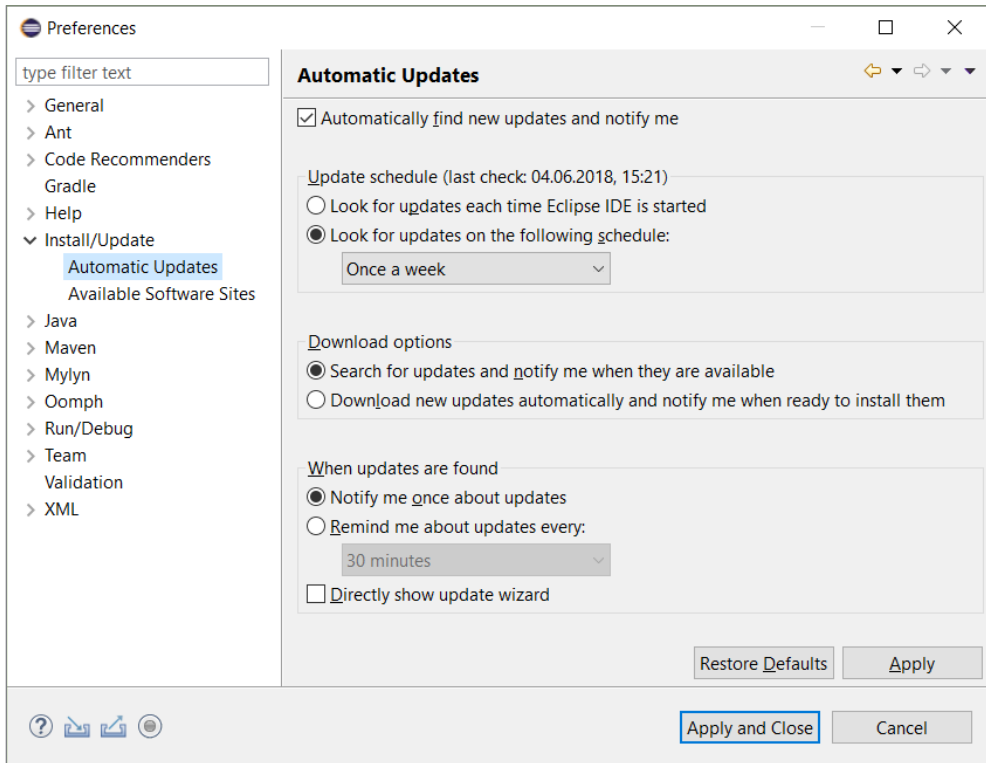 Preferences
type filter text
General
Ant
Code Recommenders
Gradle
Help
Install/Update
Automatic Updates
Available Software Sites
Java
Maven
Mylyn
Oomph
Run/Debug
Team
Validation
XML
Automatic Updates
Automatically find new updates and notify me
Update schedule (last check: 04.06.2018, 15:21)
Look for updates each time Eclipse IDE is started
Look for updates on the following schedule:
Once a week
Download options
Search for updates and notify me when they are available
Download new updates automatically and notify me when ready to install them
When updates are found
Notify me once about updates
Remind me about updates every:
30 minutes
Directly show update wizard
Restore Defaults
Apply
Apply and Close
Cancel